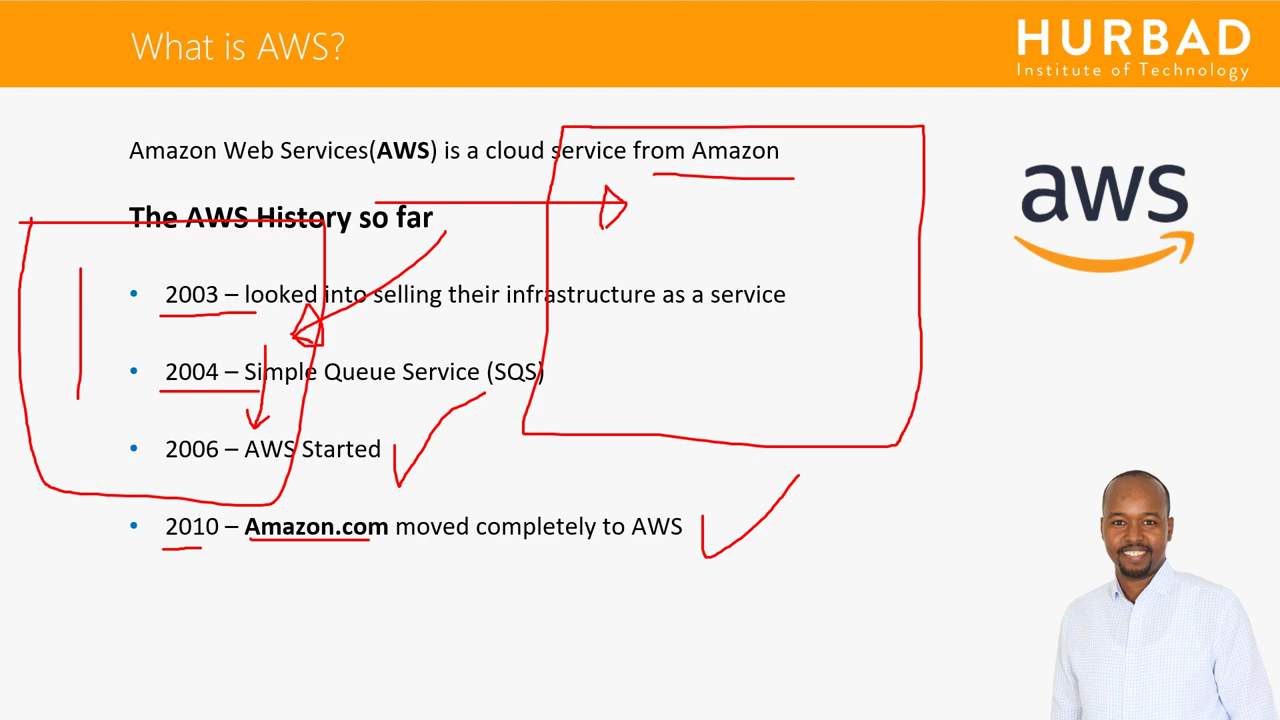 What is AWS?
HURBAD
Institute of Technology
Amazon Web Services(AWS) is a cloud service from Amazon
aws
The AWS History so far
• 2003 – looked into selling their infrastructure as a service
• 2004 – Simple Queue Service (SQS)
• 2006 – AWS Started
• 2010 – Amazon.com moved completely to AWS